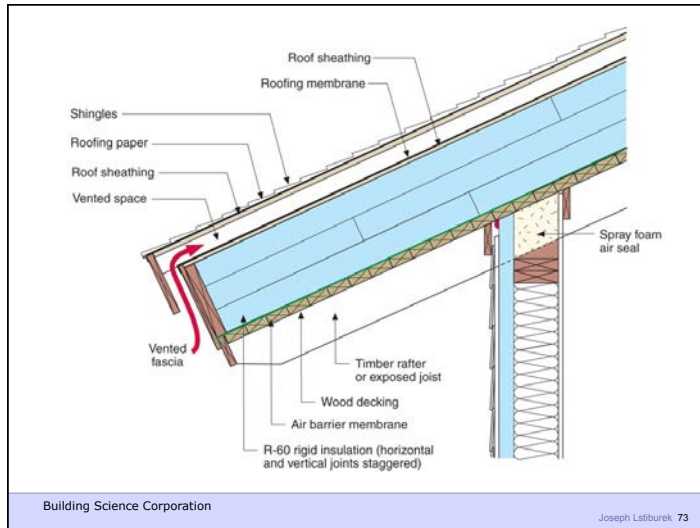 Roof sheathing
Roofing membrane
Shingles
Roofing paper
Roof sheathing
Vented space
Spray foam
air seal
Vented
fascia
Timber rafter
or exposed joist
Wood decking
Air barrier membrane
R-60 rigid insulation (horizontal
and vertical joints staggered)
Building Science Corporation
Joseph Lstiburek 73